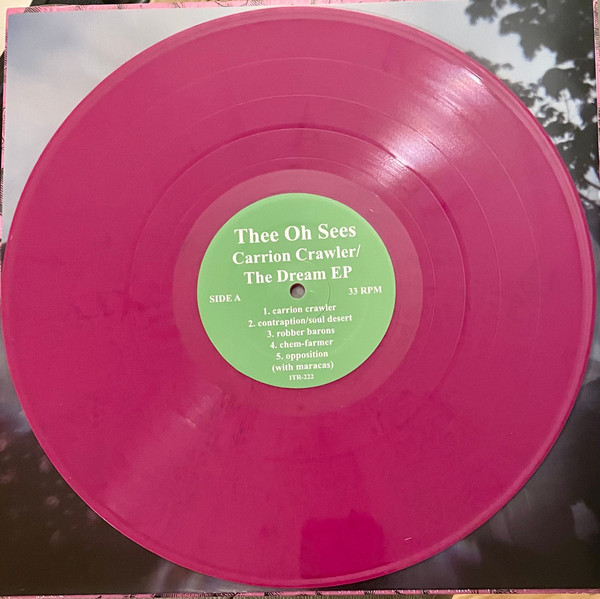 Thee Oh Sees
Carrion Crawler/
The Dream EP
SIDE A 33 RPM
1. carrion crawler
2. contraption/soul desert
3. robber barons
4. chem-farmer
5. opposition
(with maracas)
ITR-222